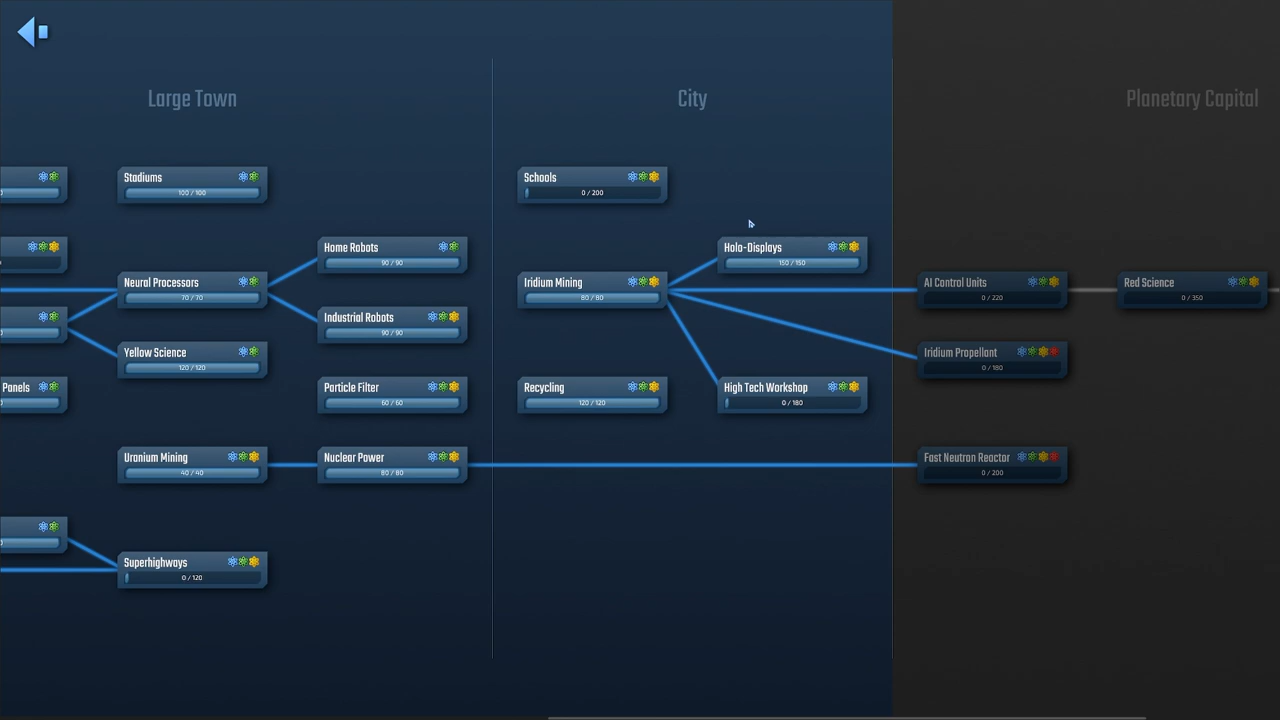 Large Town
City
Planetary Capital
Stadiums
100 / 100
Schools
0 / 200
Home Robots
90 / 90
Holo-Displays
150 / 150
Neural Processors
70 / 70
Iridium Mining
80 / 80
AI Control Units
0 / 220
Red Science
0 / 350
Industrial Robots
90 / 90
Yellow Science
120 / 120
Iridium Propellant
0 / 180
Panels
Particle Filter
60 / 60
Recycling
120 / 120
High Tech Workshop
0 / 180
Uranium Mining
40 / 40
Nuclear Power
80 / 80
Fast Neutron Reactor
0 / 200
Superhighways
0 / 120